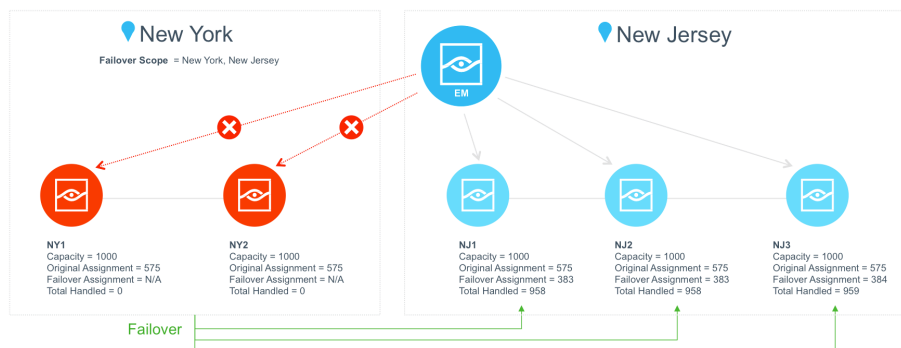 New York
Failover Scope = New York, New Jersey
New Jersey
EM
NY1
Capacity = 1000
Original Assignment = 575
Failover Assignment = N/A
Total Handled = 0
NY2
Capacity = 1000
Original Assignment = 575
Failover Assignment = N/A
Total Handled = 0
NJ1
Capacity = 1000
Original Assignment = 575
Failover Assignment = 383
Total Handled = 958
NJ2
Capacity = 1000
Original Assignment = 575
Failover Assignment = 383
Total Handled = 958
NJ3
Capacity = 1000
Original Assignment = 575
Failover Assignment = 384
Total Handled = 959
Failover